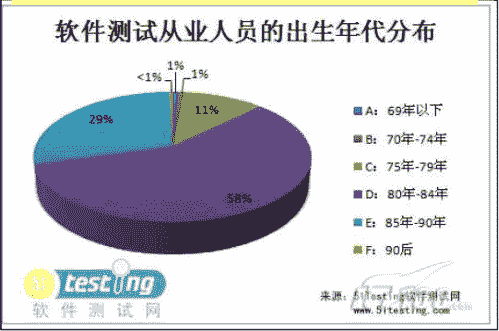 软件测试从业人员的出生年代分布
<1%
1%
1%
11%
29%
58%
A: 69年以下
B: 70年-74年
C: 75年-79年
D: 80年-84年
E: 85年-90年
F: 90后
testing
软件测试网
来源: 51Testing软件测试网
www.51testing.com